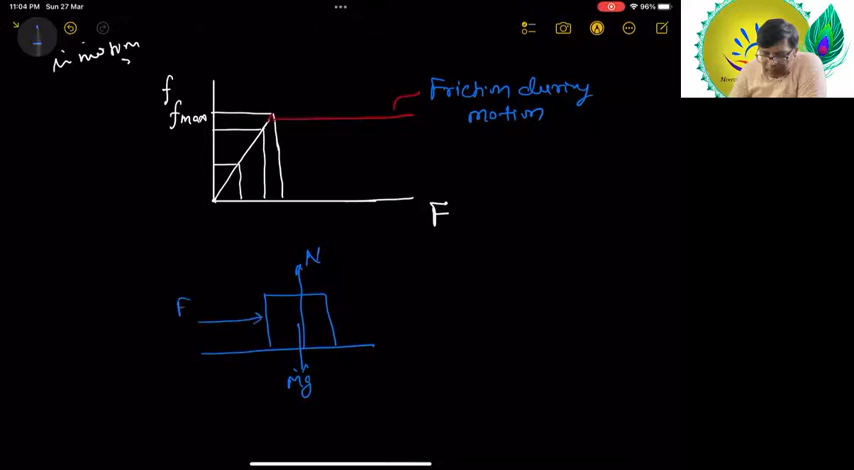 11:04 PM Sun 27 Mar
96%
in motion
f
fmax
Friction during
motion
F
N
F
mg